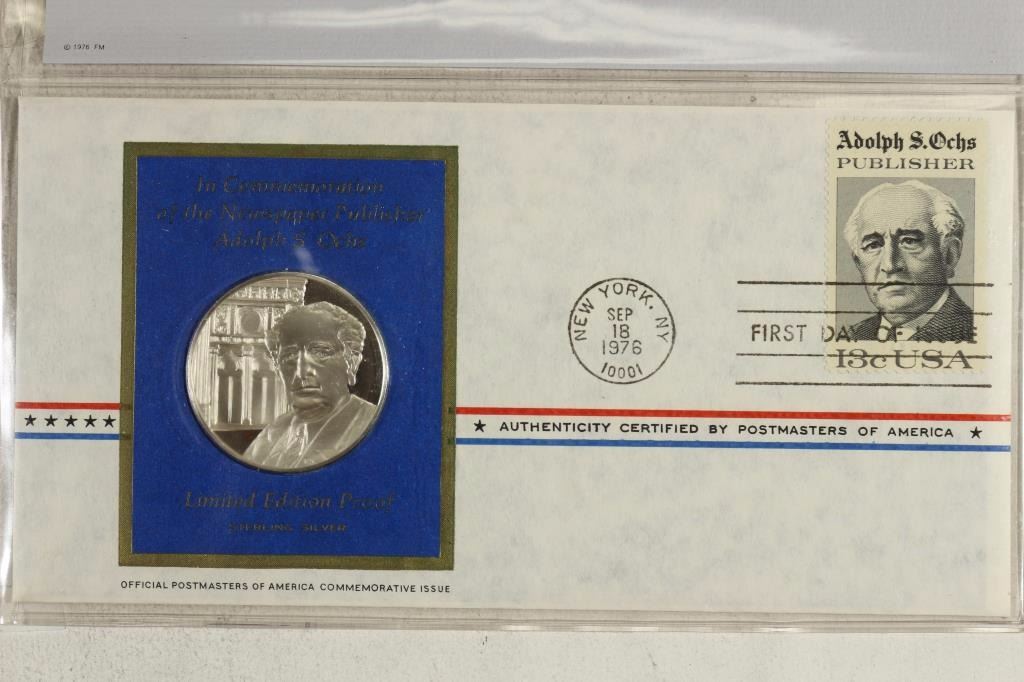 © 1976 FM
In Commemoration
of the Newspaper Publisher
Adolph S. Ochs
Adolph S. Ochs
PUBLISHER
NEW YORK, NY
SEP
18
1976
10001
FIRST DAY OF ISSUE
13c USA
★★★★★
★ AUTHENTICITY CERTIFIED BY POSTMASTERS OF AMERICA ★
Limited Edition Proof
STERLING SILVER
OFFICIAL POSTMASTERS OF AMERICA COMMEMORATIVE ISSUE